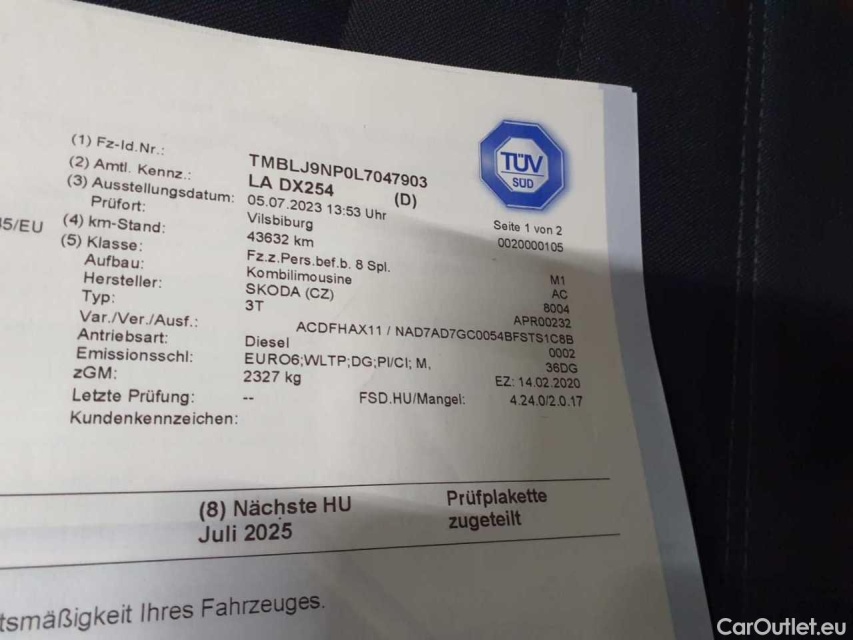 TÜV
SÜD
(1) Fz-Id.Nr.: TMBLJ9NP0L7047903
(2) Amtl. Kennz.: LA DX254 (D)
(3) Ausstellungsdatum: 05.07.2023 13:53 Uhr Seite 1 von 2
Prüfort: Vilsbiburg 0020000105
5/EU (4) km-Stand: 43632 km
(5) Klasse: Fz.z.Pers.bef.b. 8 Spl. M1
Aufbau: Kombilimousine AC
Hersteller: SKODA (CZ) 8004
Typ: 3T APR00232
Var./Ver./Ausf.: ACDFHAX11 / NAD7AD7GC0054BFSTS1C8B
Antriebsart: Diesel 0002
Emissionsschl: EURO6;WLTP;DG;PI/CI; M, 36DG
zGM: 2327 kg EZ: 14.02.2020
Letzte Prüfung: -- FSD.HU/Mangel: 4.24.0/2.0.17
Kundenkennzeichen:
(8) Nächste HU Prüfplakette
Juli 2025 zugeteilt
tsmäßigkeit Ihres Fahrzeuges.
CarOutlet.eu